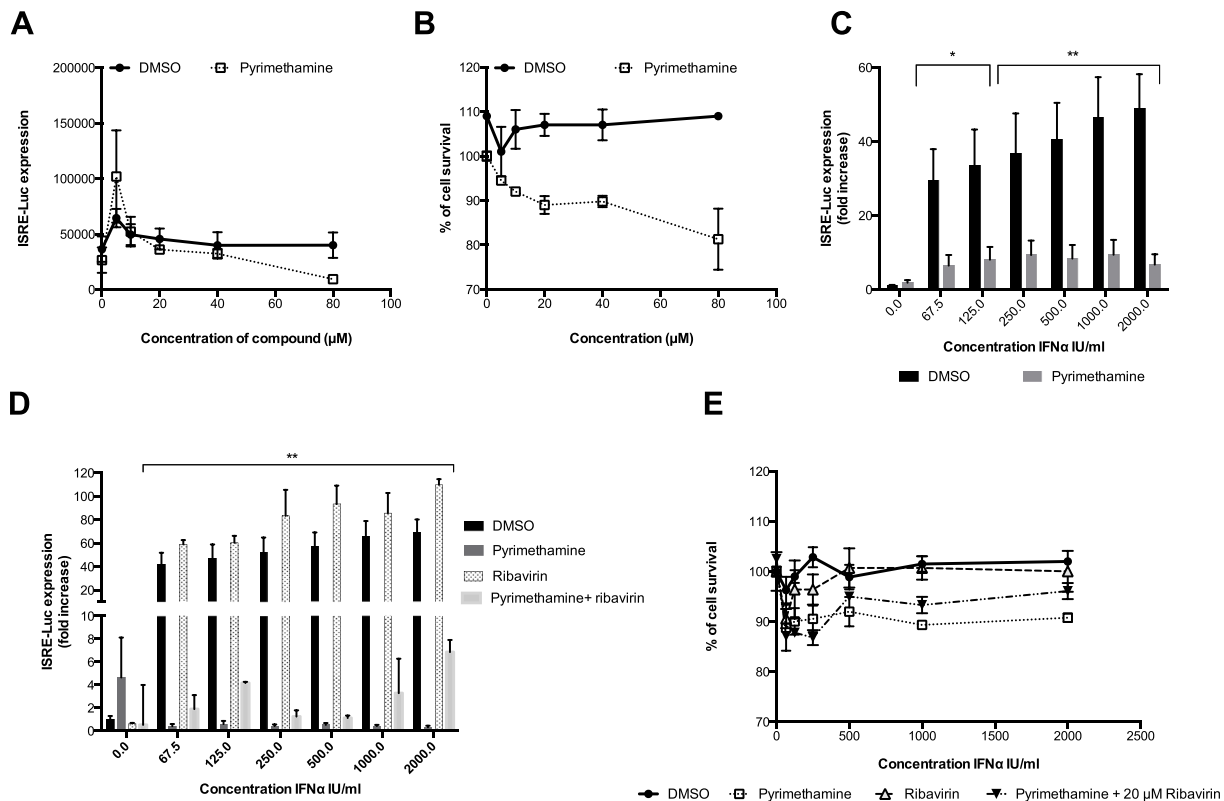 A
DMSO Pyrimethamine
ISRE-Luc expression
200000
150000
100000
50000
0
0 20 40 60 80 100
Concentration of compound (µM)
B
DMSO Pyrimethamine
% of cell survival
120
110
100
90
80
70
0 20 40 60 80 100
Concentration (µM)
C
* **
ISRE-Luc expression
(fold increase)
60
40
20
0
0.0 67.5 125.0 250.0 500.0 1000.0 2000.0
Concentration IFNα IU/ml
DMSO Pyrimethamine
D
**
ISRE-Luc expression
(fold increase)
120
100
80
60
40
20
10
8
6
4
2
0
0.0 67.5 125.0 250.0 500.0 1000.0 2000.0
Concentration IFNα IU/ml
DMSO
Pyrimethamine
Ribavirin
Pyrimethamine+ ribavirin
E
% of cell survival
120
110
100
90
80
70
0 500 1000 1500 2000 2500
Concentration IFNα IU/ml
DMSO Pyrimethamine Ribavirin Pyrimethamine + 20 µM Ribavirin